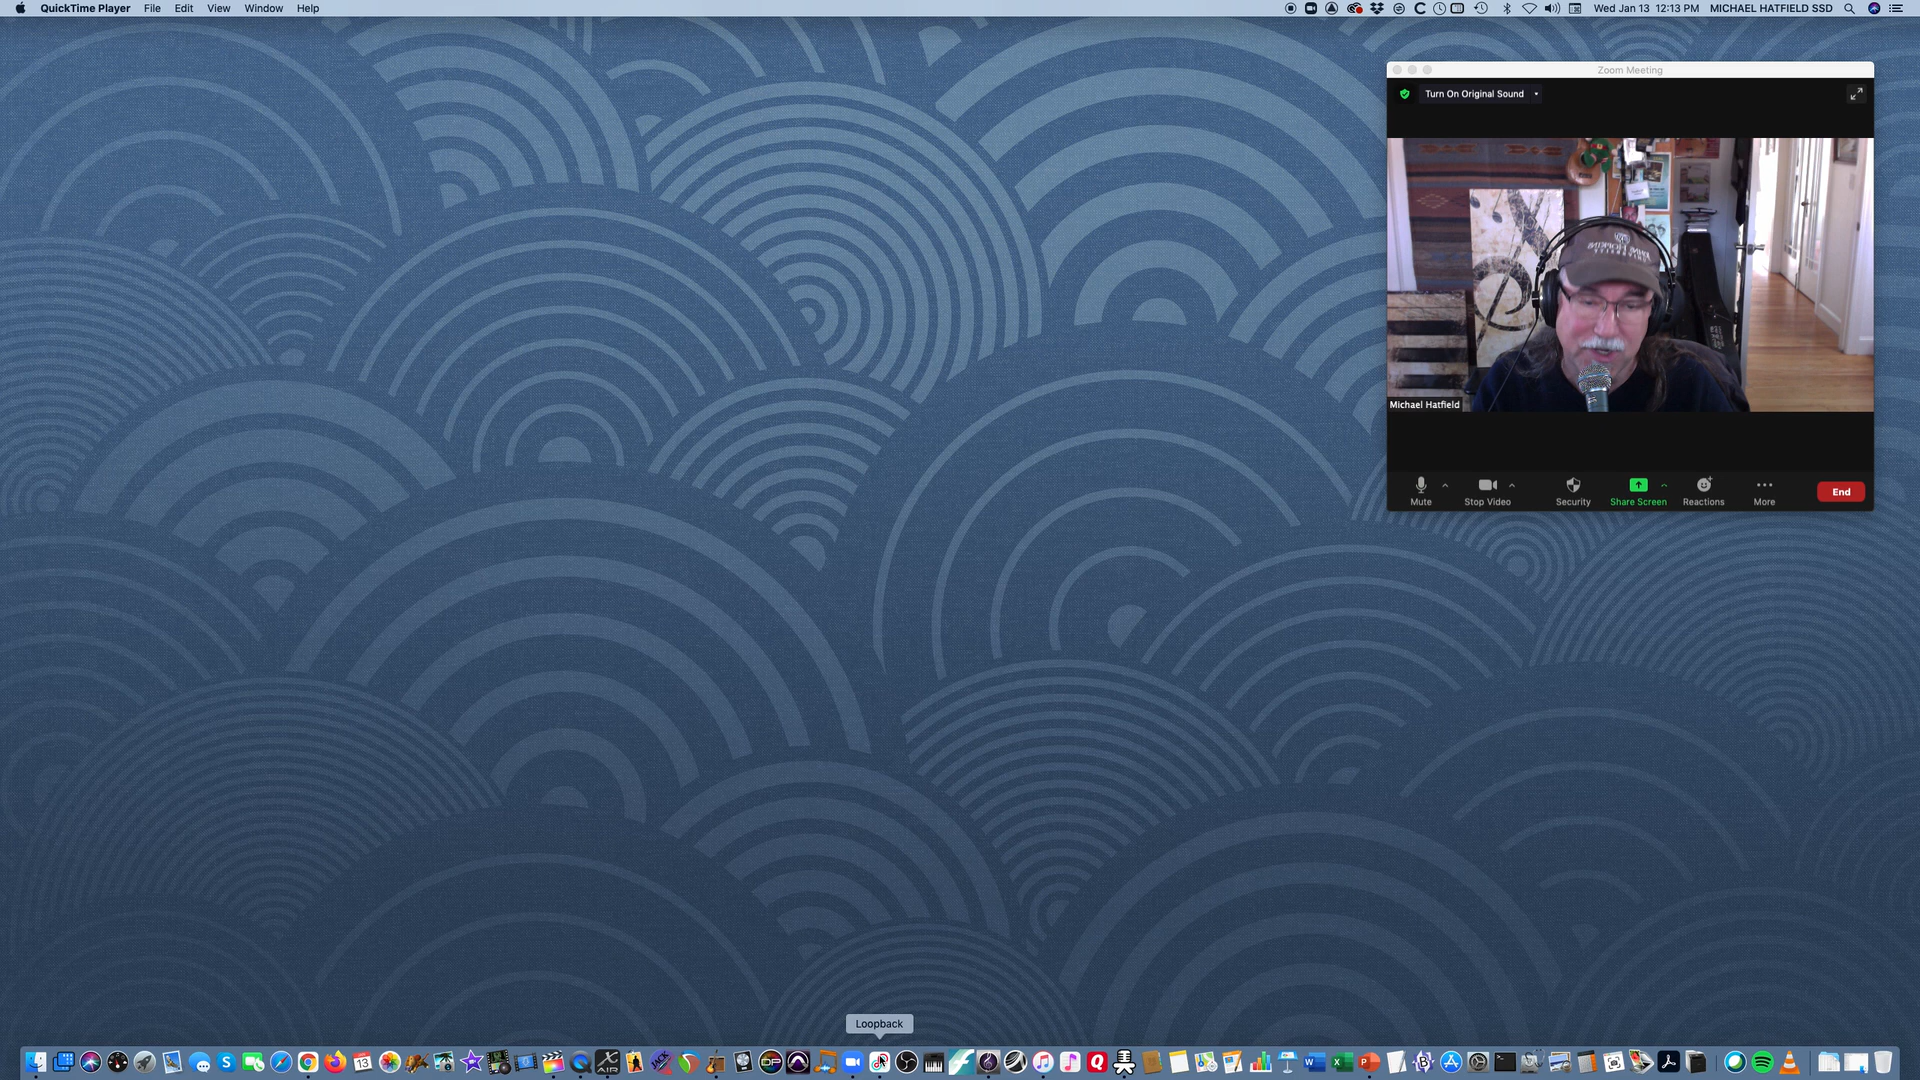 QuickTime Player File Edit View Window Help
Wed Jan 13 12:13 PM MICHAEL HATFIELD SSD
Zoom Meeting
Turn On Original Sound
Michael Hatfield
Mute Stop Video Security Share Screen Reactions More End
Loopback